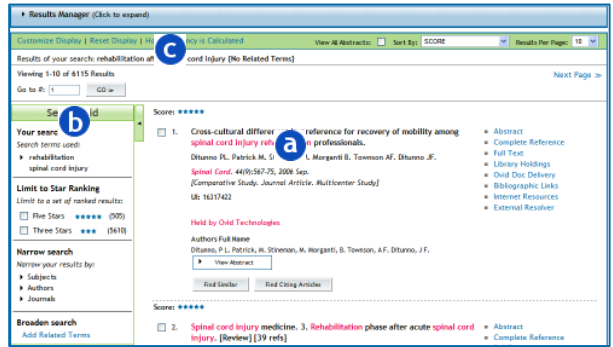 Results Manager (Click to expand)
Customize Display | Reset Display | Ho ncy is Calculated
View All Abstracts: Sort By: SCORE Results Per Page: 10
Results of your search: rehabilitation af cord injury [No Related Terms]
Viewing 1-10 of 6115 Results
Next Page ≫
Go to #: 1 GO ≫
c
Se id
b
Your searc
Search terms used:
rehabilitation
spinal cord injury
Limit to Star Ranking
Limit to a set of ranked results:
Five Stars ★★★★★ (505)
Three Stars ★★★ (5610)
Narrow search
Narrow your results by:
Subjects
Authors
Journals
Broaden search
Add Related Terms
Score: ★★★★★
1. Cross-cultural differen reference for recovery of mobility among
spinal cord injury reh on professionals.
a
Ditunno PL. Patrick M. S Morganti B. Townson AF. Ditunno JF.
Spinal Cord. 44(9):567-75, 2006 Sep.
[Comparative Study. Journal Article. Multicenter Study]
UI: 16317422
Held by Ovid Technologies
Authors Full Name
Ditunno, P L. Patrick, M. Stineman, M. Morganti, B. Townson, A F. Ditunno, J F.
View Abstract
Find Similar Find Citing Articles
Abstract
Complete Reference
Full Text
Library Holdings
Ovid Doc Delivery
Bibliographic Links
Internet Resources
External Resolver
Score: ★★★★★
2. Spinal cord injury medicine. 3. Rehabilitation phase after acute spinal cord
injury. [Review] [39 refs]
Abstract
Complete Reference